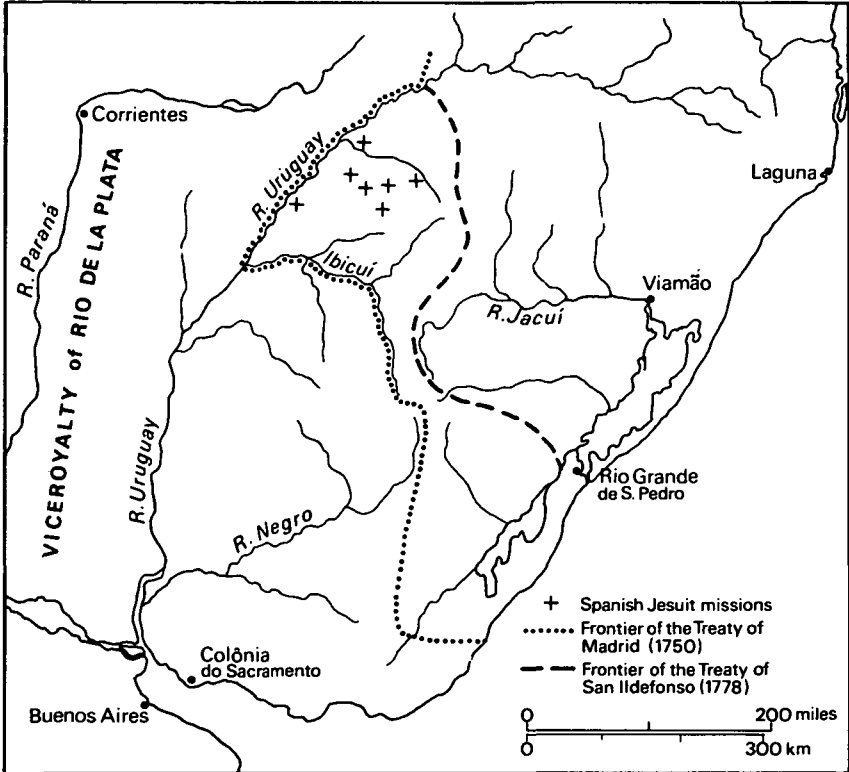 Corrientes
R. Paraná
VICEROYALTY of RIO DE LA PLATA
R. Uruguay
Laguna
Ibicuí
Viamão
R. Jacuí
R. Uruguay
Rio Grande
de S. Pedro
R. Negro
Colônia
do Sacramento
Buenos Aires
+ Spanish Jesuit missions
Frontier of the Treaty of
Madrid (1750)
Frontier of the Treaty of
San Ildefonso (1778)
0 200 miles
0 300 km